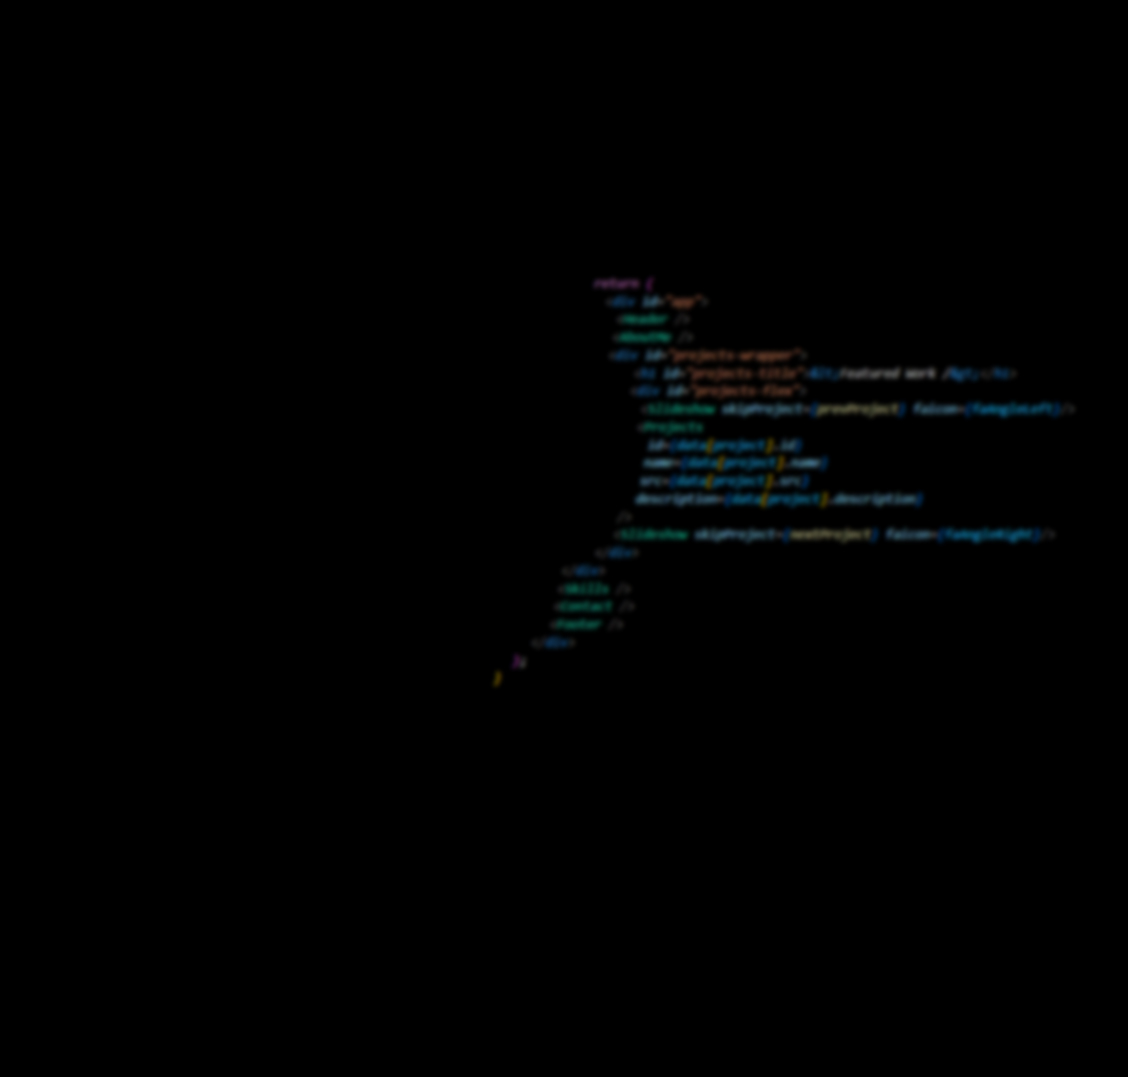 return (
<div id="app">
<Header />
<AboutMe />
<div id="projects-wrapper">
<h1 id="projects-title">&lt;Featured Work /&gt;</h1>
<div id="projects-flex">
<Slideshow skipProject={prevProject} faicon={faAngleLeft}/>
<Projects
id={data[project].id}
name={data[project].name}
src={data[project].src}
description={data[project].description}
/>
<Slideshow skipProject={nextProject} faicon={faAngleRight}/>
</div>
</div>
<Skills />
<Contact />
<Footer />
</div>
);
}